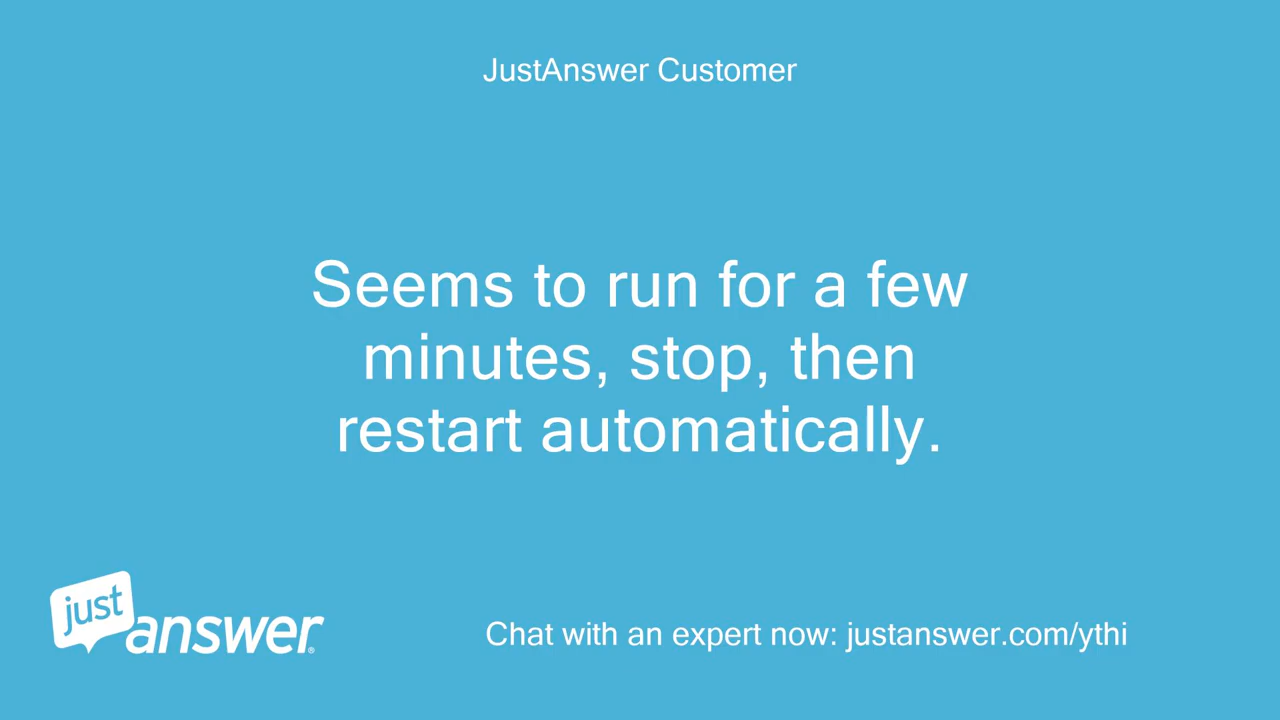 JustAnswer Customer
Seems to run for a few
minutes, stop, then
restart automatically.
just
answer®
Chat with an expert now: justanswer.com/ythi